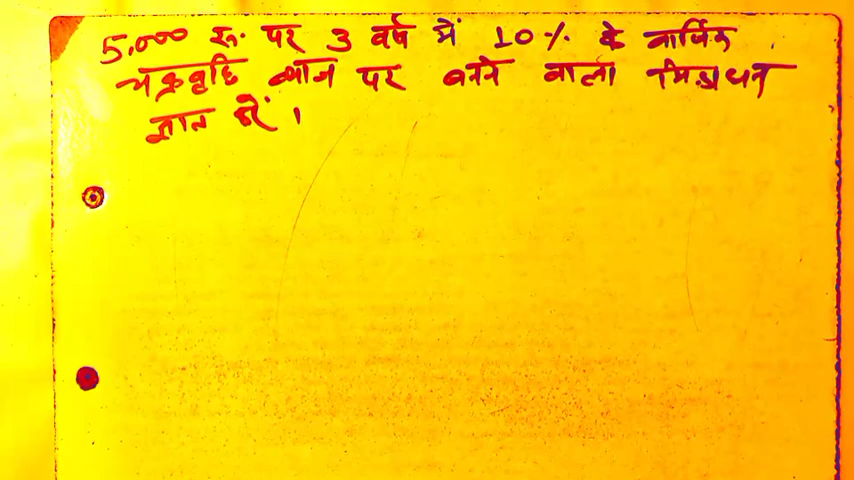 5,000 रु. पर 3 वर्ष में 10% के वार्षिक
चक्रवृद्धि ब्याज पर बनने वाला मिश्रधन
ज्ञात करें।